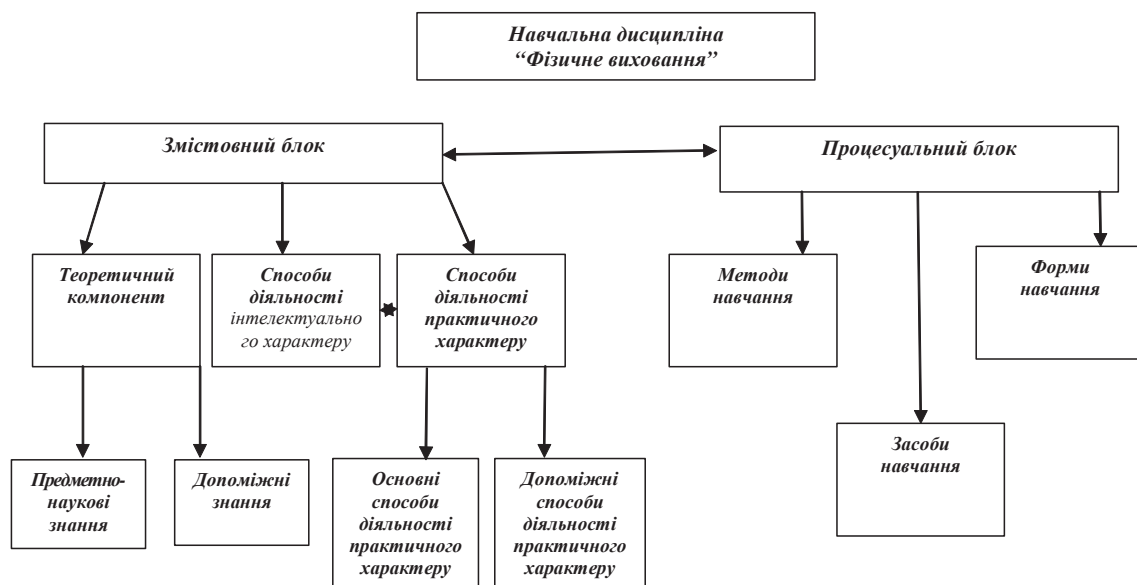 Навчальна дисципліна
“Фізичне виховання”
Змістовний блок
Процесуальний блок
Теоретичний
компонент
Способи
діяльності
інтелектуально
го характеру
Способи
діяльності
практичного
характеру
Методи
навчання
Форми
навчання
Предметно-
наукові
знання
Допоміжні
знання
Основні
способи
діяльності
практичного
характеру
Допоміжні
способи
діяльності
практичного
характеру
Засоби
навчання